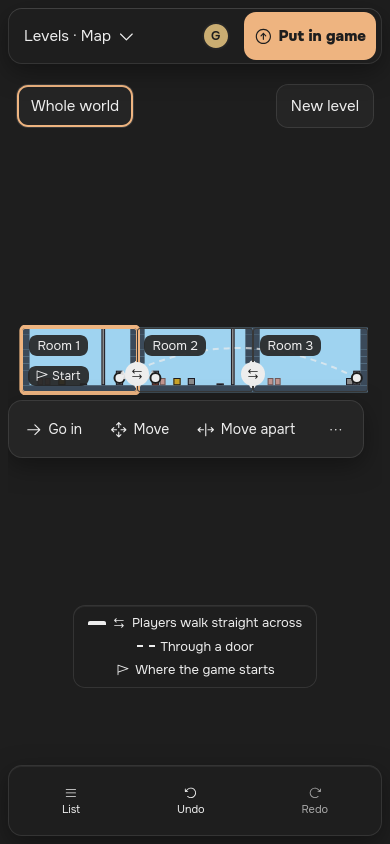 Levels · Map
G
Put in game
Whole world
New level
Room 1
Room 2
Room 3
Start
Go in
Move
Move apart
...
Players walk straight across
Through a door
Where the game starts
List
Undo
Redo